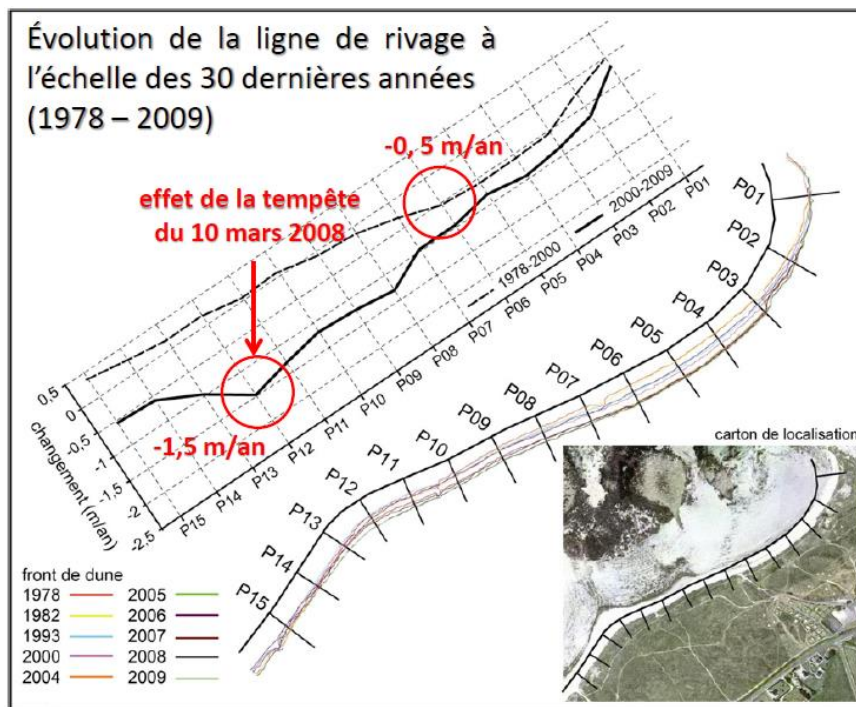 Évolution de la ligne de rivage à
l'échelle des 30 dernières années
(1978 – 2009)
-0, 5 m/an
effet de la tempête
du 10 mars 2008
-1,5 m/an
0.5
0
-0.5
-1
-1.5
-2
-2.5
changement (m/an)
P15
P14
P13
P12
P11
P10
P09
P08
P07
P06
P05
P04
P03
P02
P01
1978-2000
2000-2009
P01
P02
P03
P04
P05
P06
P07
P08
P09
P10
P11
P12
P13
P14
P15
carton de localisation
front de dune
1978 2005
1982 2006
1993 2007
2000 2008
2004 2009